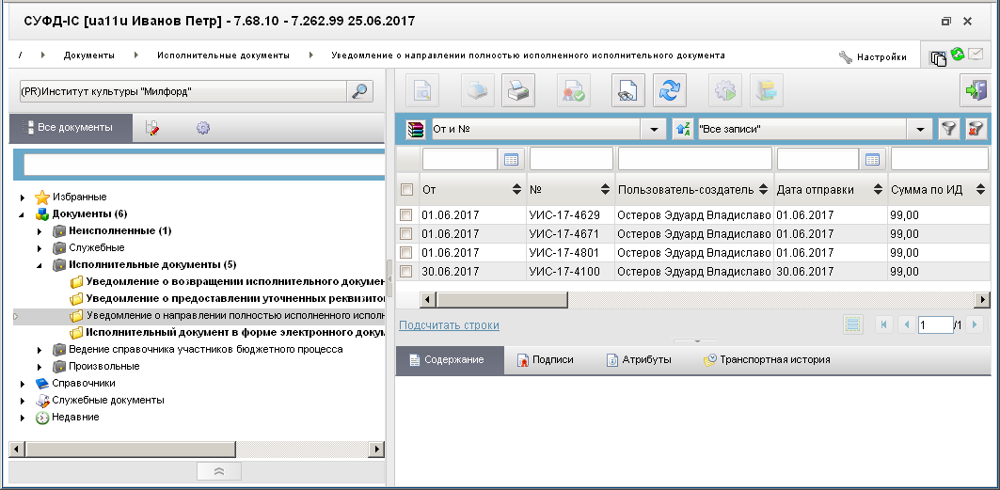 СУФД-IC [ua11u Иванов Петр] - 7.68.10 - 7.262.99 25.06.2017
/ Документы Исполнительные документы Уведомление о направлении полностью исполненного исполнительного документа
Настройки
(PR)Институт культуры "Милфорд"
Все документы
Избранные
Документы (6)
Неисполненные (1)
Служебные
Исполнительные документы (5)
Уведомление о возвращении исполнительного докумен
Уведомление о предоставлении уточненных реквизито
Уведомление о направлении полностью исполненного исполн
Исполнительный документ в форме электронного докум
Ведение справочника участников бюджетного процесса
Произвольные
Справочники
Служебные документы
Недавние
От и №
"Все записи"
От № Пользователь-создатель Дата отправки Сумма по ИД
01.06.2017 УИС-17-4629 Остеров Эдуард Владиславо 01.06.2017 99,00
01.06.2017 УИС-17-4671 Остеров Эдуард Владиславо 01.06.2017 99,00
01.06.2017 УИС-17-4801 Остеров Эдуард Владиславо 01.06.2017 99,00
30.06.2017 УИС-17-4100 Остеров Эдуард Владиславо 30.06.2017 99,00
Подсчитать строки
1 /1
Содержание Подписи Атрибуты Транспортная история